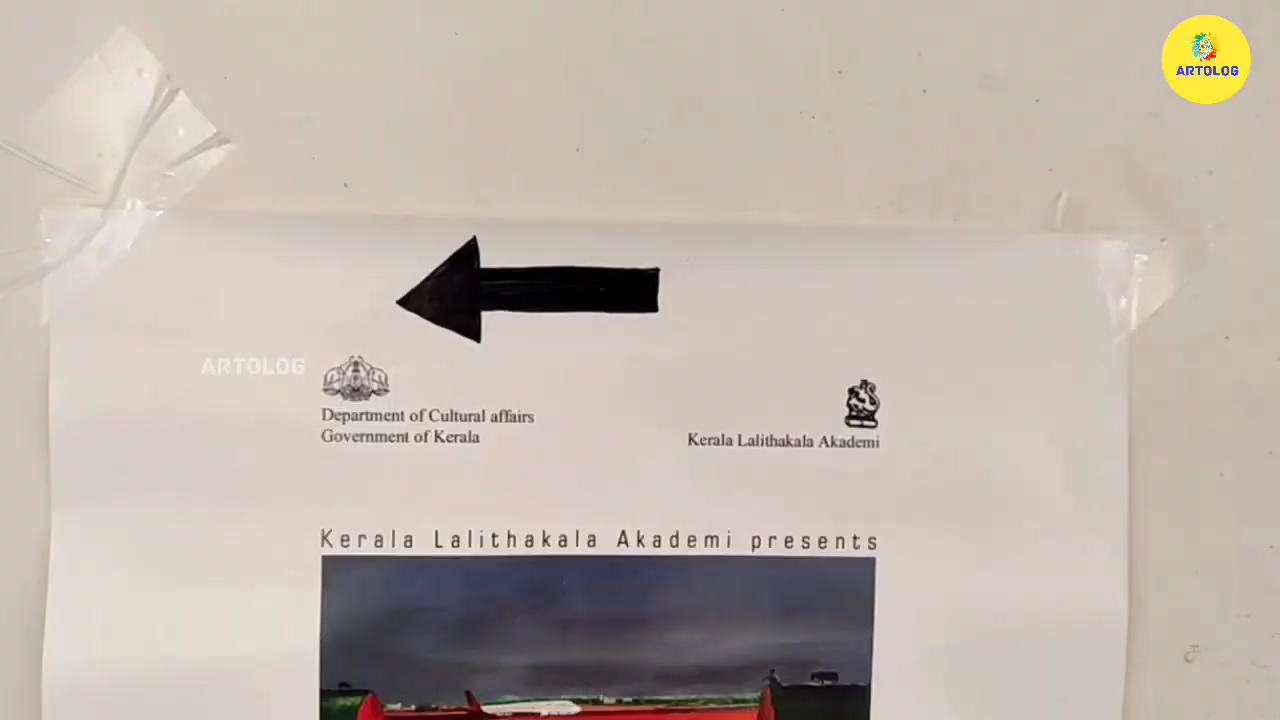 ARTOLOG
ARTOLOG
Department of Cultural affairs
Government of Kerala
Kerala Lalithakala Akademi
Kerala Lalithakala Akademi presents